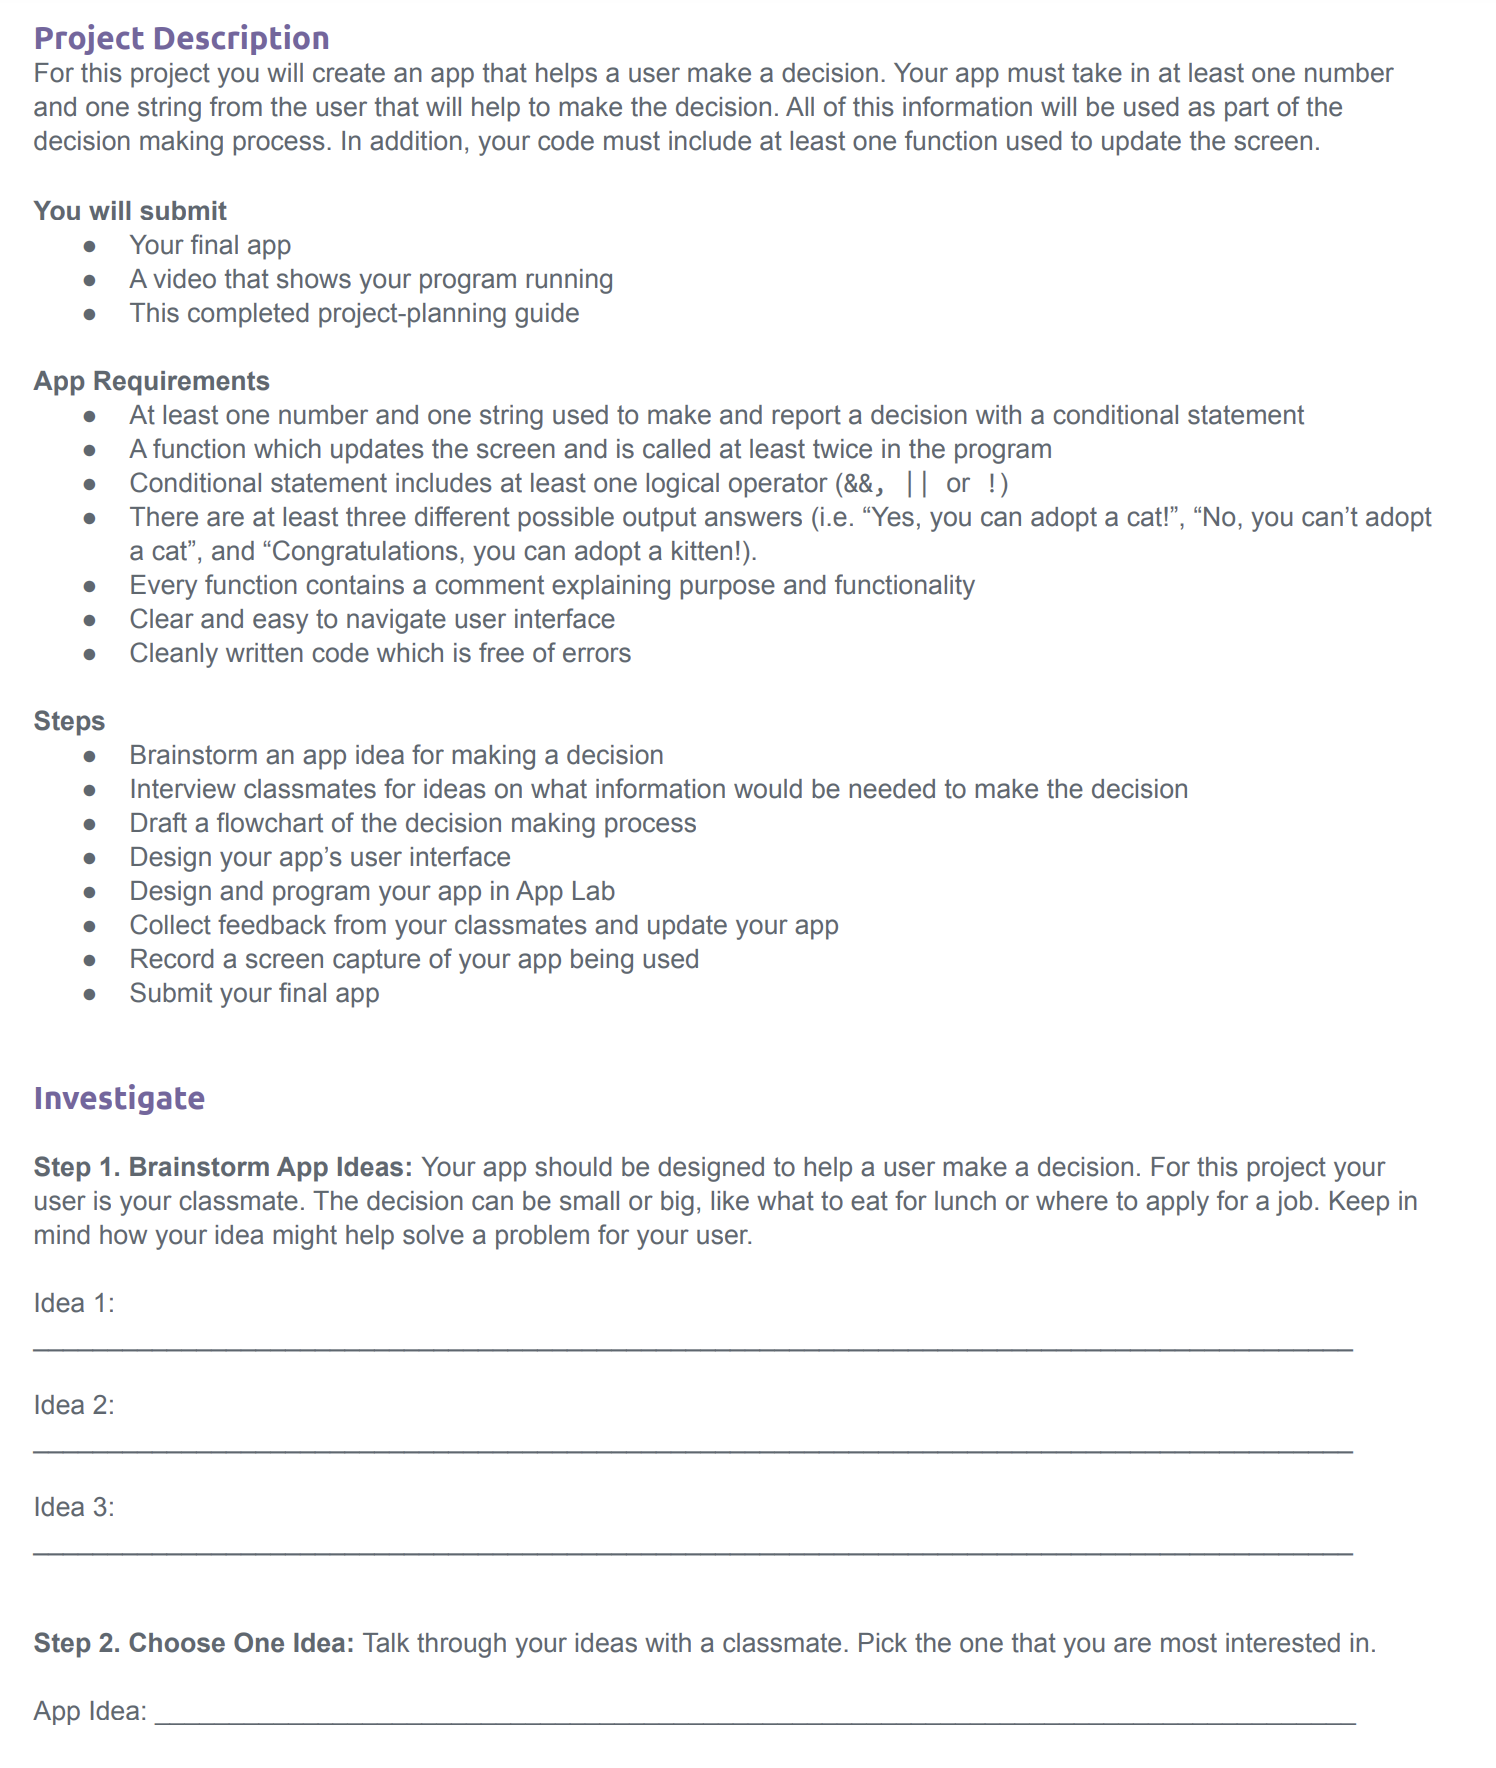 Project Description
For this project you will create an app that helps a user make a decision. Your app must take in at least one number
and one string from the user that will help to make the decision. All of this information will be used as part of the
decision making process. In addition, your code must include at least one function used to update the screen.
You will submit
● Your final app
● A video that shows your program running
● This completed project-planning guide
App Requirements
● At least one number and one string used to make and report a decision with a conditional statement
● A function which updates the screen and is called at least twice in the program
● Conditional statement includes at least one logical operator (&&, || or !)
● There are at least three different possible output answers (i.e. “Yes, you can adopt a cat!”, “No, you can’t adopt
a cat”, and “Congratulations, you can adopt a kitten!).
● Every function contains a comment explaining purpose and functionality
● Clear and easy to navigate user interface
● Cleanly written code which is free of errors
Steps
● Brainstorm an app idea for making a decision
● Interview classmates for ideas on what information would be needed to make the decision
● Draft a flowchart of the decision making process
● Design your app’s user interface
● Design and program your app in App Lab
● Collect feedback from your classmates and update your app
● Record a screen capture of your app being used
● Submit your final app
Investigate
Step 1. Brainstorm App Ideas: Your app should be designed to help a user make a decision. For this project your
user is your classmate. The decision can be small or big, like what to eat for lunch or where to apply for a job. Keep in
mind how your idea might help solve a problem for your user.
Idea 1:
Idea 2:
Idea 3:
Step 2. Choose One Idea: Talk through your ideas with a classmate. Pick the one that you are most interested in.
App Idea: